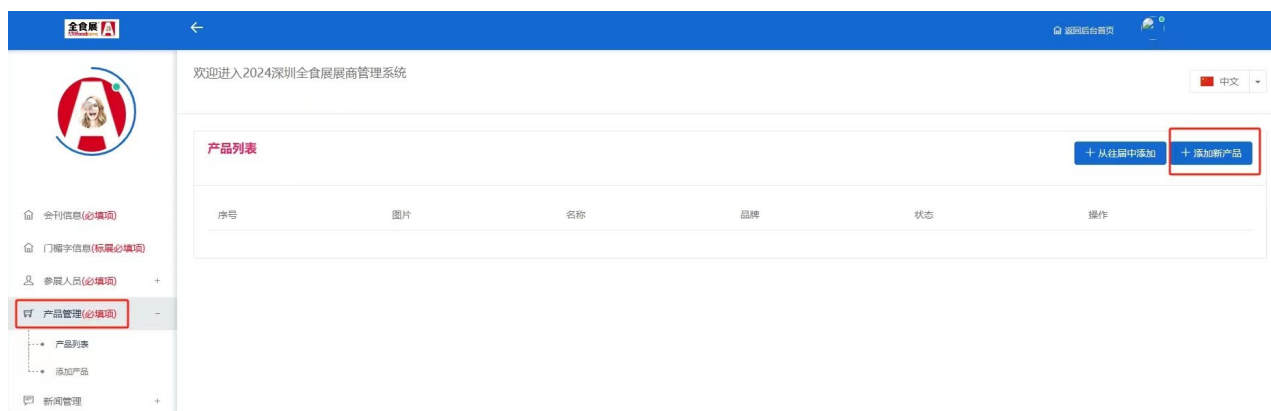 全食展
返回后台首页
欢迎进入2024深圳全食展展商管理系统
中文
产品列表
+ 从往届中添加
+ 添加新产品
序号 图片 名称 品牌 状态 操作
会刊信息(必填项)
门楣字信息(标展必填项)
参展人员(必填项) +
产品管理(必填项) -
产品列表
添加产品
新闻管理 +